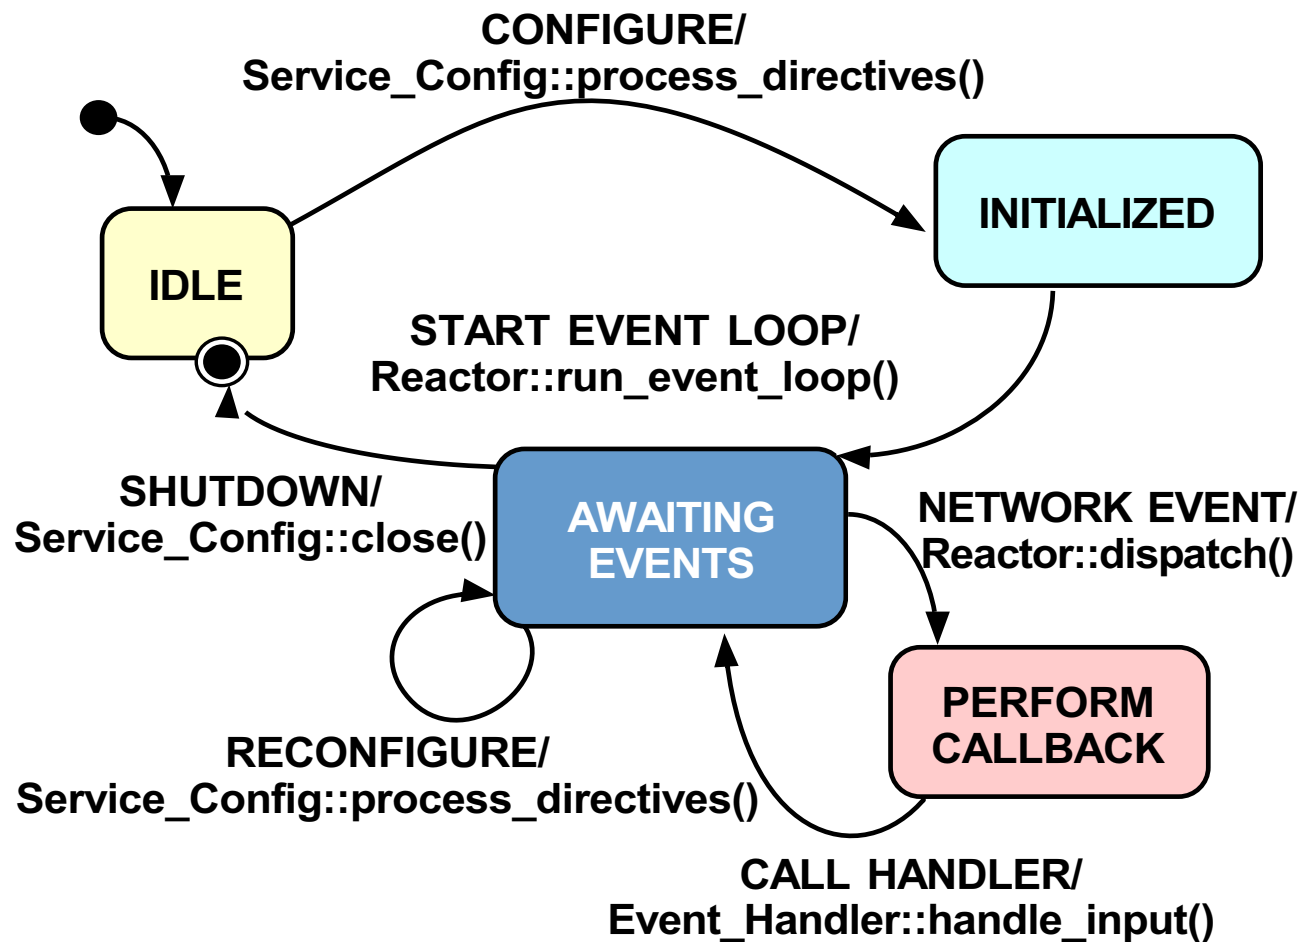 CONFIGURE/
Service_Config::process_directives()
INITIALIZED
IDLE
START EVENT LOOP/
Reactor::run_event_loop()
SHUTDOWN/
Service_Config::close()
AWAITING
EVENTS
NETWORK EVENT/
Reactor::dispatch()
PERFORM
CALLBACK
RECONFIGURE/
Service_Config::process_directives()
CALL HANDLER/
Event_Handler::handle_input()